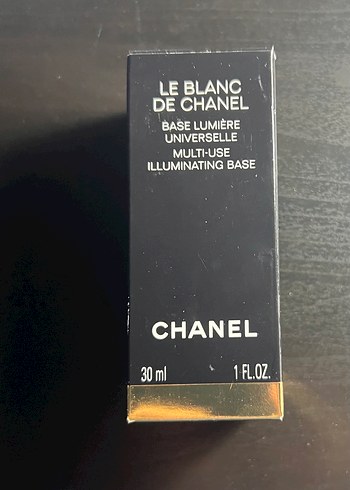 LE BLANC
DE CHANEL
BASE LUMIÈRE
UNIVERSELLE
MULTI-USE
ILLUMINATING BASE
CHANEL
30 ml 1 FL.OZ.